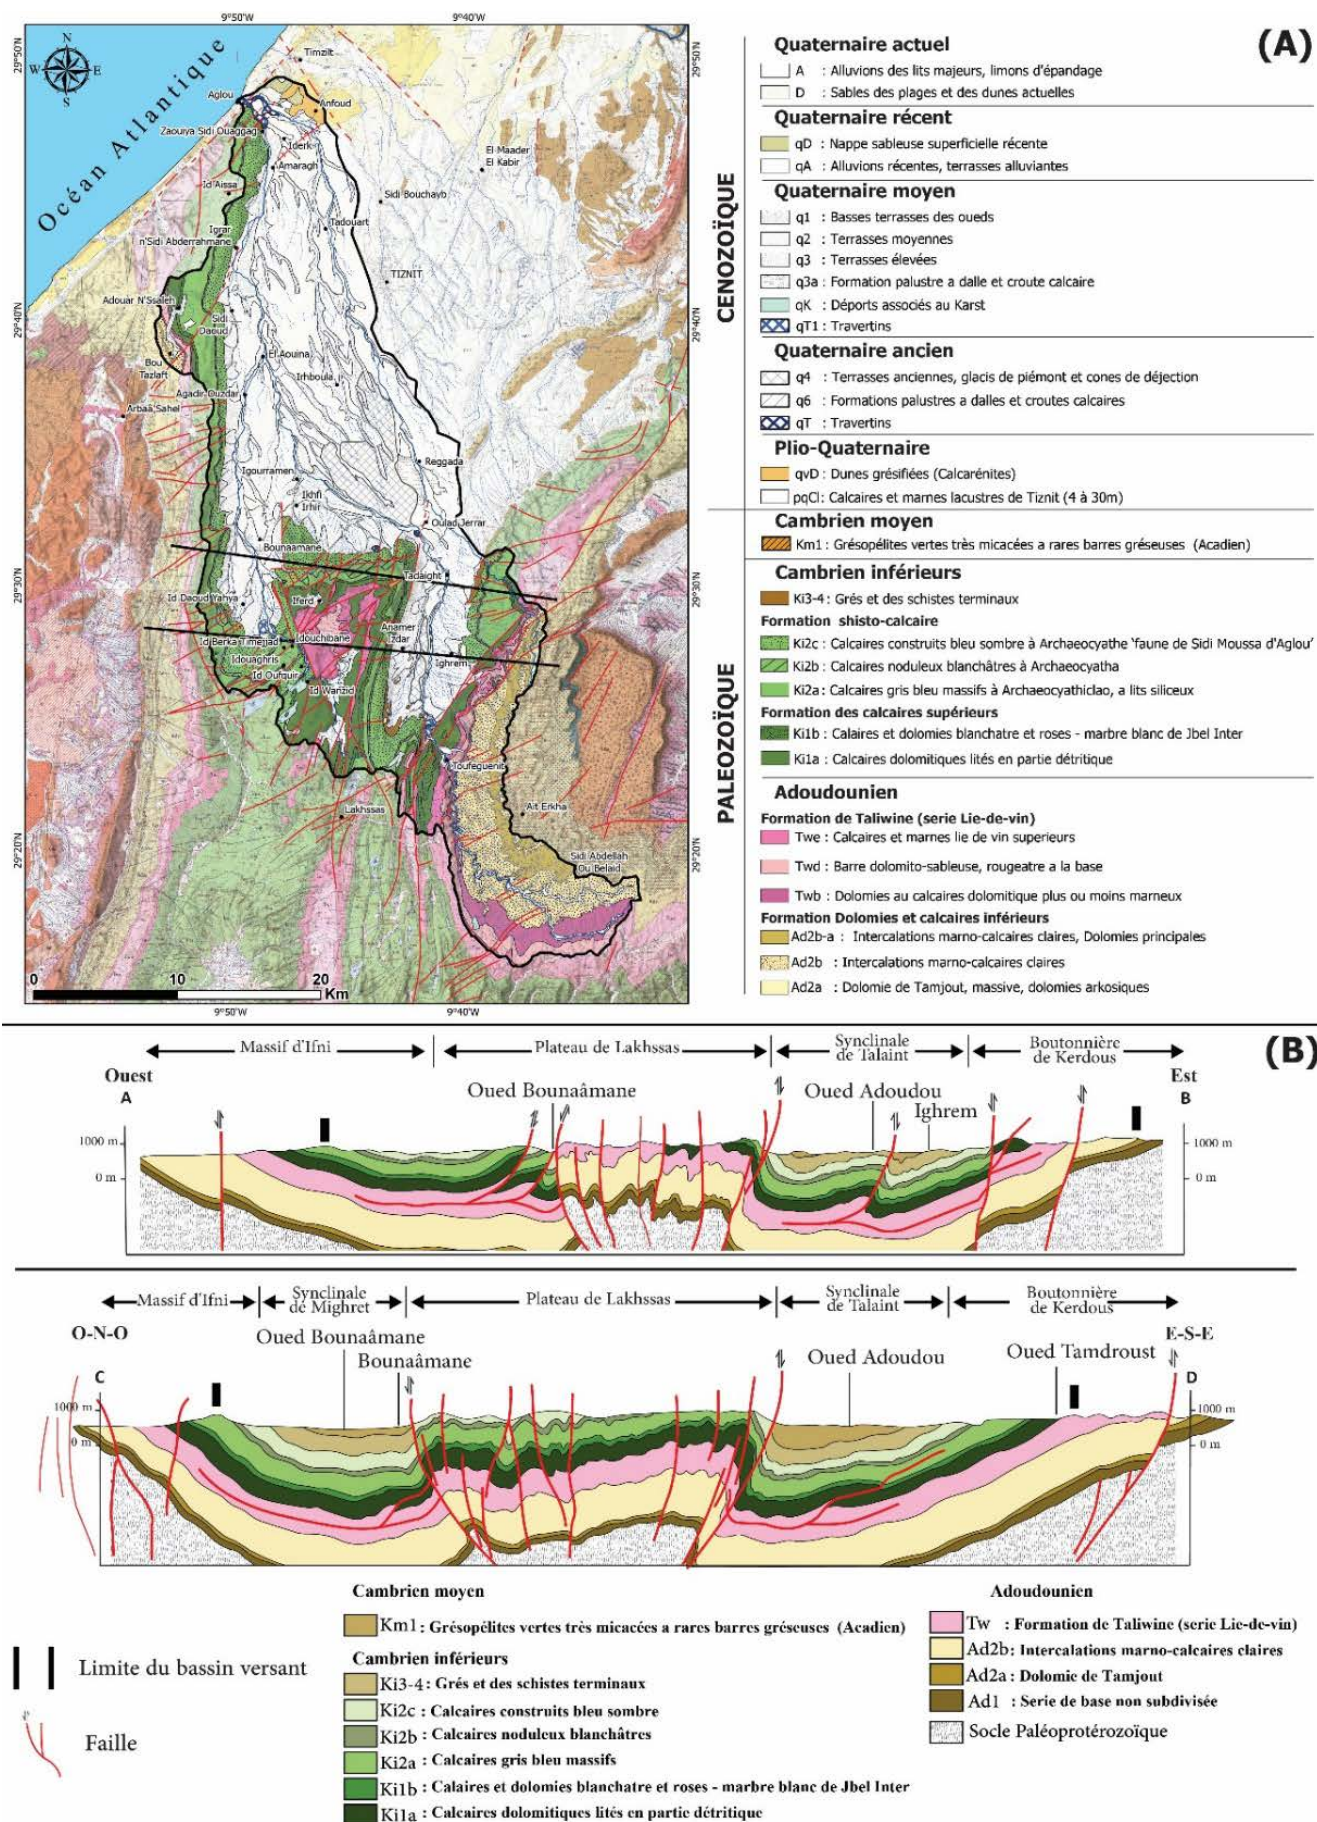 9°50'W
9°40'W
29°50'N
29°50'N
Océan Atlantique
N
W
E
S
Timzilt
Aglou
Anfoud
Zaouiya Sidi Ouaggag
Iderk
Amaragh
El Maader
El Kabir
Id Aissa
Sidi Bouchayb
Igrar
n'Sidi Abderrahmane
Tadouart
TIZNIT
29°40'N
29°40'N
Adouar N'Ssaleh
Sidi
Daoud
El Aouina
Bou
Tazlaft
Irhboula
Agadir Ouzdar
Arbaâ Sahel
Igourramen
Reggada
Ikhfi
Irhir
Oulad Jerrar
Bounaamane
Tadaight
29°30'N
29°30'N
Id Daoud Yahya
Iferd
Anamer
Izdar
Id Berka Timejjad
Idouchibane
Idouaghris
Ighrem
Id Oufquir
Id Wanzid
Toufeguenit
Lakhssas
Ait Erkha
29°20'N
29°20'N
Sidi Abdellah
Ou Belaid
0
10
20
Km
9°50'W
9°40'W
(A)
CENOZOÏQUE
Quaternaire actuel
A : Alluvions des lits majeurs, limons d'épandage
D : Sables des plages et des dunes actuelles
Quaternaire récent
qD : Nappe sableuse superficielle récente
qA : Alluvions récentes, terrasses alluviantes
Quaternaire moyen
q1 : Basses terrasses des oueds
q2 : Terrasses moyennes
q3 : Terrasses élevées
q3a : Formation palustre a dalle et croute calcaire
qK : Déports associés au Karst
qT1 : Travertins
Quaternaire ancien
q4 : Terrasses anciennes, glacis de piémont et cones de déjection
q6 : Formations palustres a dalles et croutes calcaires
qT : Travertins
Plio-Quaternaire
qvD : Dunes grésifiées (Calcarénites)
pqCl: Calcaires et marnes lacustres de Tiznit (4 à 30m)
PALEOZOÏQUE
Cambrien moyen
Km1: Grésopélites vertes très micacées a rares barres gréseuses (Acadien)
Cambrien inférieurs
Ki3-4 : Grés et des schistes terminaux
Formation shisto-calcaire
Ki2c : Calcaires construits bleu sombre à Archaeocyathe 'faune de Sidi Moussa d'Aglou'
Ki2b : Calcaires noduleux blanchâtres à Archaeocyatha
Ki2a : Calcaires gris bleu massifs à Archaeocyathiclao, a lits siliceux
Formation des calcaires supérieurs
Ki1b : Calaires et dolomies blanchatre et roses - marbre blanc de Jbel Inter
Ki1a : Calcaires dolomitiques lités en partie détritique
Adoudounien
Formation de Taliwine (serie Lie-de-vin)
Twe : Calcaires et marnes lie de vin superieurs
Twd : Barre dolomito-sableuse, rougeatre a la base
Twb : Dolomies au calcaires dolomitique plus ou moins marneux
Formation Dolomies et calcaires inférieurs
Ad2b-a : Intercalations marno-calcaires claires, Dolomies principales
Ad2b : Intercalations marno-calcaires claires
Ad2a : Dolomie de Tamjout, massive, dolomies arkosiques
(B)
Massif d'Ifni
Plateau de Lakhssas
Synclinale
de Talaint
Boutonnière
de Kerdous
Ouest
A
Est
B
Oued Bounaâmane
Oued Adoudou
Ighrem
1000 m
0 m
1000 m
0 m
Massif d'Ifni
Synclinale
de Mighret
Plateau de Lakhssas
Synclinale
de Talaint
Boutonnière
de Kerdous
O-N-O
C
E-S-E
D
Oued Bounaâmane
Bounaâmane
Oued Adoudou
Oued Tamdroust
1000 m
0 m
1000 m
0 m
Limite du bassin versant
Faille
Cambrien moyen
Km1 : Grésopélites vertes très micacées a rares barres gréseuses (Acadien)
Cambrien inférieurs
Ki3-4 : Grés et des schistes terminaux
Ki2c : Calcaires construits bleu sombre
Ki2b : Calcaires noduleux blanchâtres
Ki2a : Calcaires gris bleu massifs
Ki1b : Calaires et dolomies blanchatre et roses - marbre blanc de Jbel Inter
Ki1a : Calcaires dolomitiques lités en partie détritique
Adoudounien
Tw : Formation de Taliwine (serie Lie-de-vin)
Ad2b: Intercalations marno-calcaires claires
Ad2a : Dolomie de Tamjout
Ad1 : Serie de base non subdivisée
Socle Paléoprotérozoïque